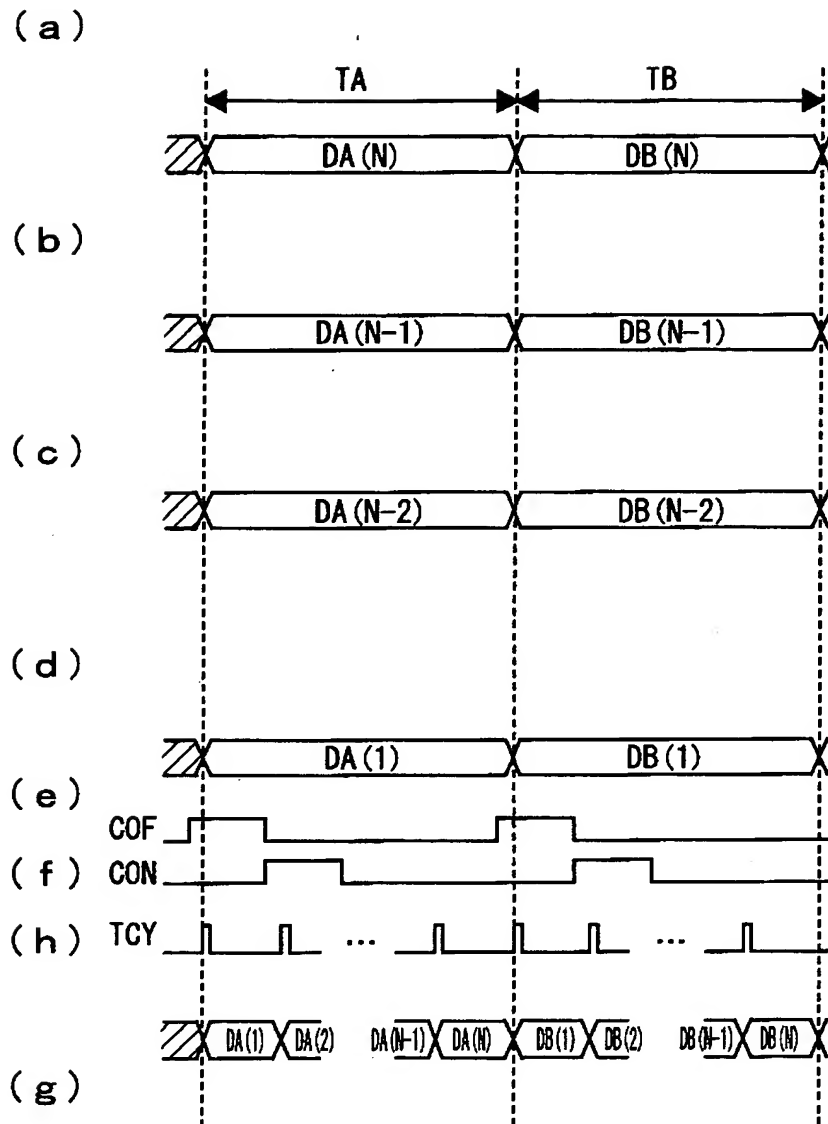 (a)
TA TB
DA(N) DB(N)
(b)
DA(N-1) DB(N-1)
(c)
DA(N-2) DB(N-2)
(d)
DA(1) DB(1)
(e)
COF
(f) CON
(h) TCY ... ...
DA(1) DA(2) DA(N-1) DA(N) DB(1) DB(2) DB(N-1) DB(N)
(g)